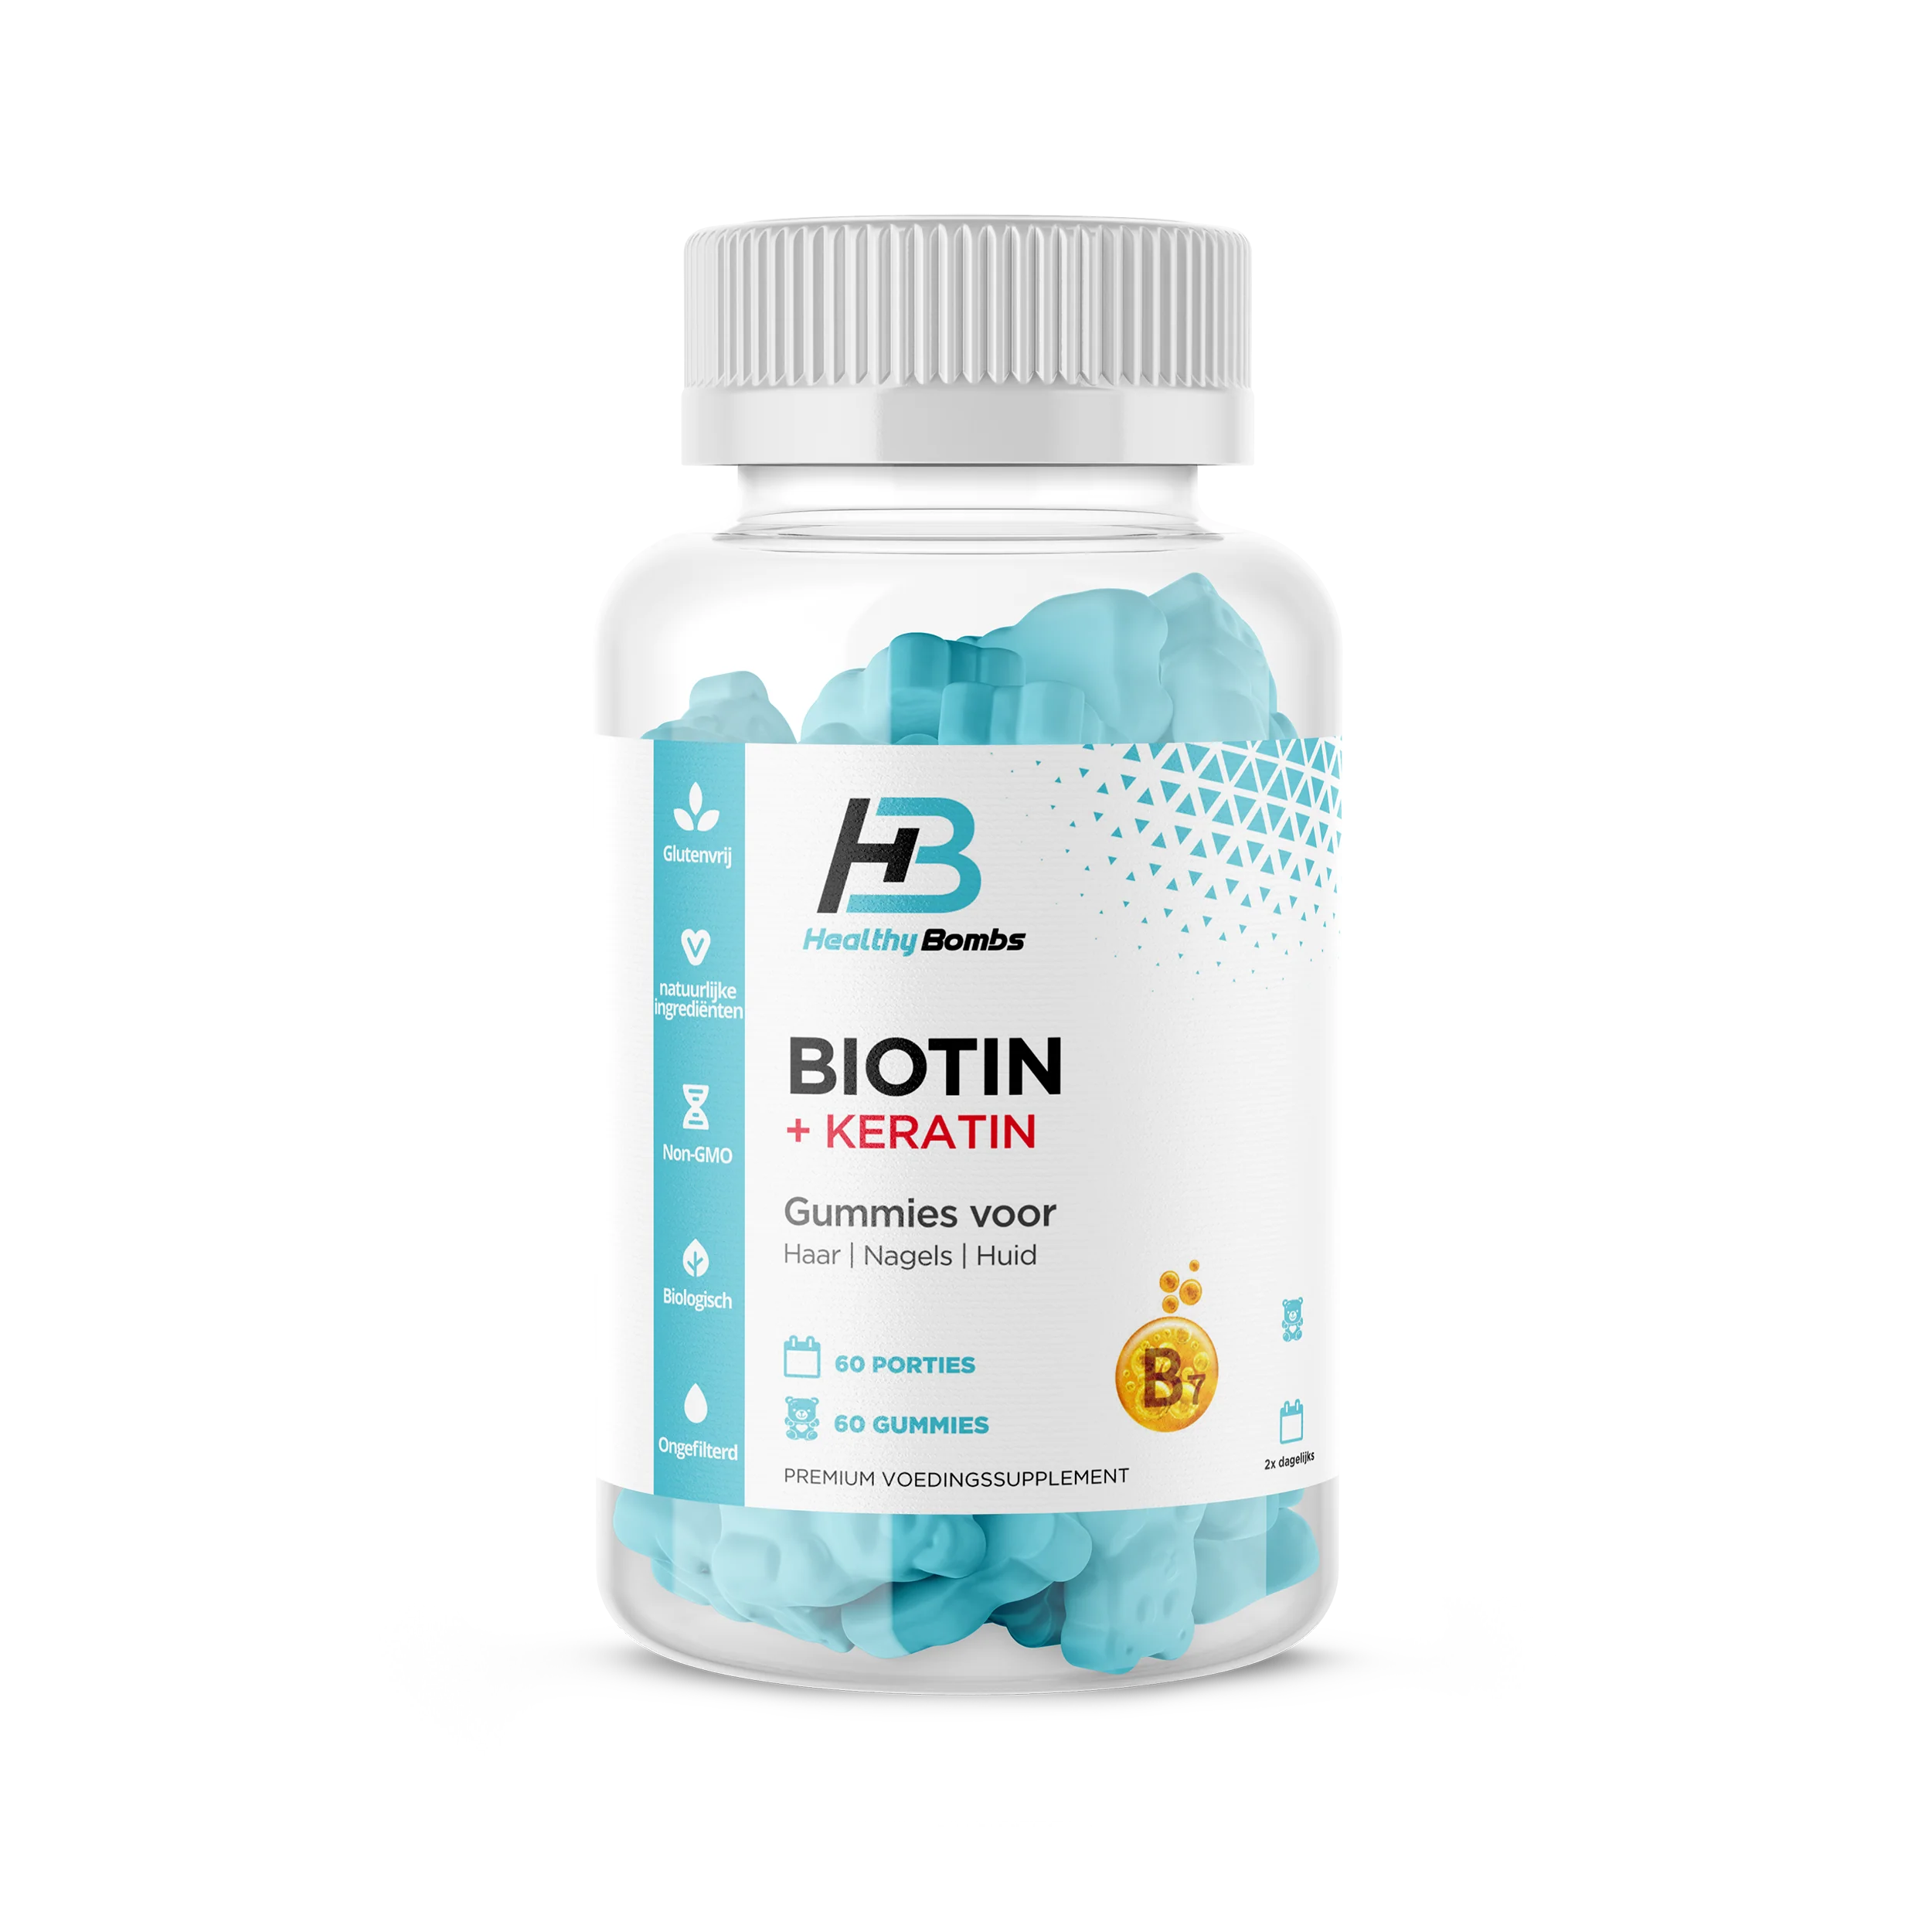 Glutenvrij
natuurlijke
ingrediënten
Non-GMO
Biologisch
Ongefilterd
HB
Healthy Bombs
BIOTIN
+ KERATIN
Gummies voor
Haar | Nagels | Huid
60 PORTIES
60 GUMMIES
PREMIUM VOEDINGSSUPPLEMENT
B7
2x dagelijks